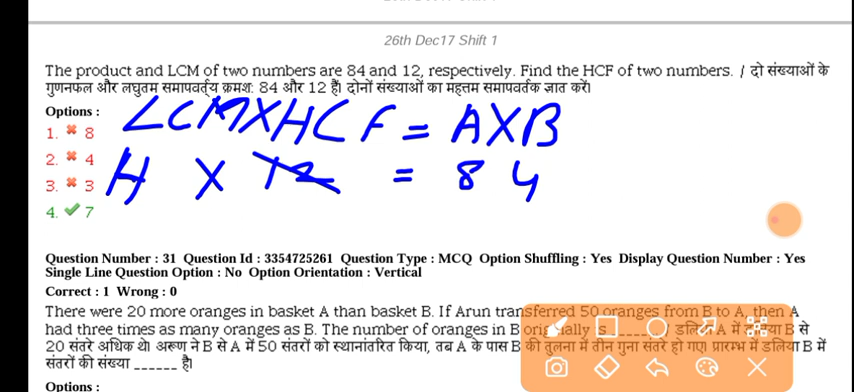 26th Dec17 Shift 1
The product and LCM of two numbers are 84 and 12, respectively. Find the HCF of two numbers. / दो संख्याओं के
गुणनफल और लघुतम समापवर्त्य क्रमश: 84 और 12 हैं। दोनों संख्याओं का महत्तम समापवर्तक ज्ञात करें।
Options :
1. ✖ 8
2. ✖ 4
3. ✖ 3
4. ✔ 7
LCM X HCF = A X B
H X 12 = 84
Question Number : 31 Question Id : 3354725261 Question Type : MCQ Option Shuffling : Yes Display Question Number : Yes
Single Line Question Option : No Option Orientation : Vertical
Correct : 1 Wrong : 0
There were 20 more oranges in basket A than basket B. If Arun transferred 50 oranges from B to A, then A
had three times as many oranges as B. The number of oranges in B originally is ______. / डलिया A में डलिया B से
20 संतरे अधिक थे। अरूण ने B से A में 50 संतरों को स्थानांतरित किया, तब A के पास B की तुलना में तीन गुना संतरे हो गए। प्रारम्भ में डलिया B में
संतरों की संख्या ______ है।
Options :